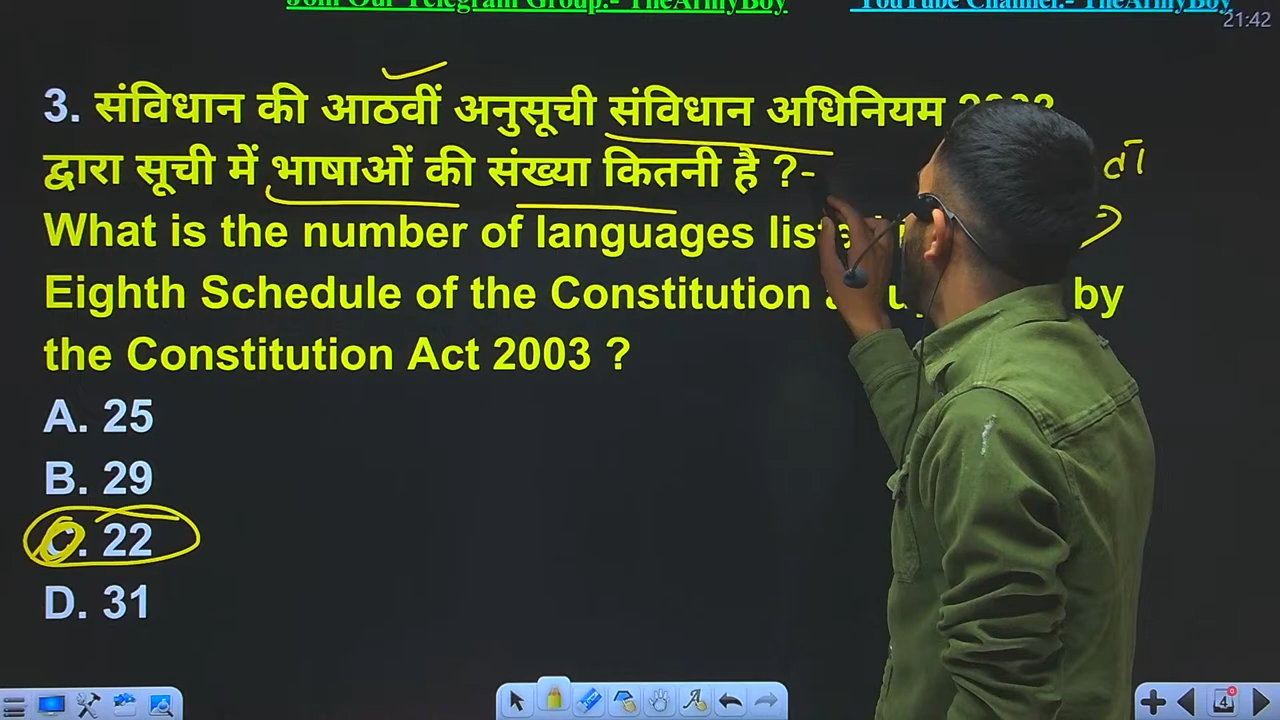 Join Our Telegram Group:- TheArmyBoy YouTube Channel:- TheArmyBoy
21:42
3. संविधान की आठवीं अनुसूची संविधान अधिनियम
द्वारा सूची में भाषाओं की संख्या कितनी है ?-
What is the number of languages
Eighth Schedule of the Constitution by
the Constitution Act 2003 ?
A. 25
B. 29
C. 22
D. 31
4